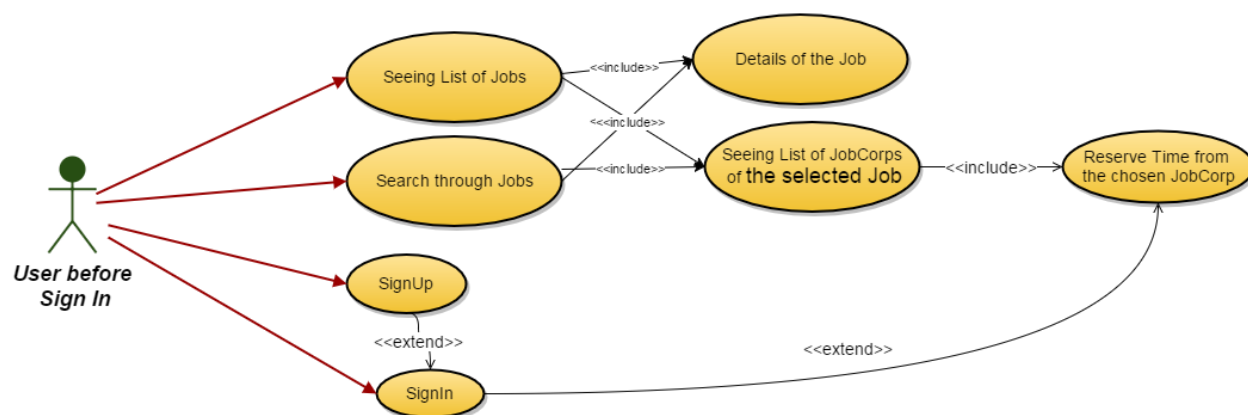 Seeing List of Jobs
<<include>>
Details of the Job
<<<include>>
Search through Jobs
<<include>>
Seeing List of JobCorps
of the selected Job
<<include>>
Reserve Time from
the chosen JobCorp
User before
Sign In
SignUp
<<extend>>
SignIn
<<extend>>